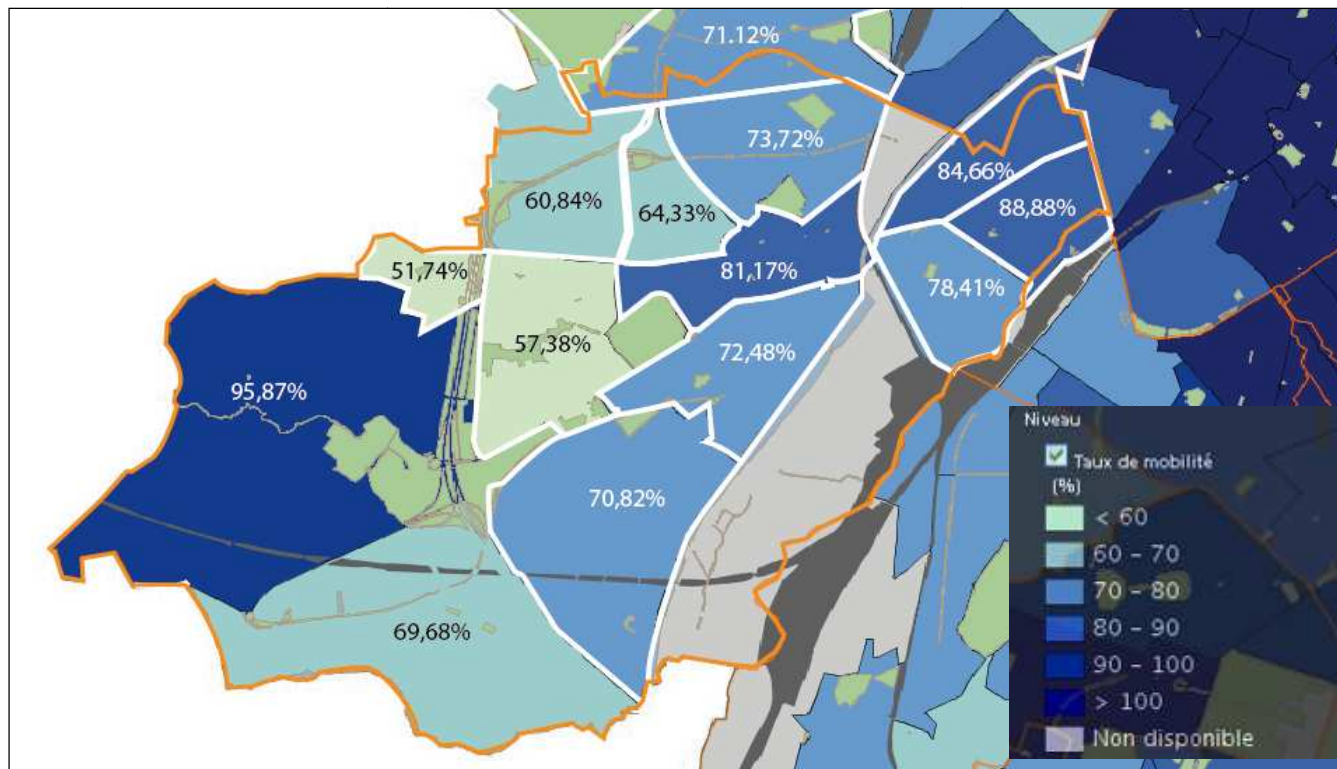 71.12%
73,72%
84,66%
60,84%
64,33%
88,88%
51,74%
81,17%
78,41%
57,38%
72,48%
95,87%
70,82%
69,68%
Niveau
Taux de mobilité
(%)
< 60
60 – 70
70 – 80
80 – 90
90 – 100
> 100
Non disponible